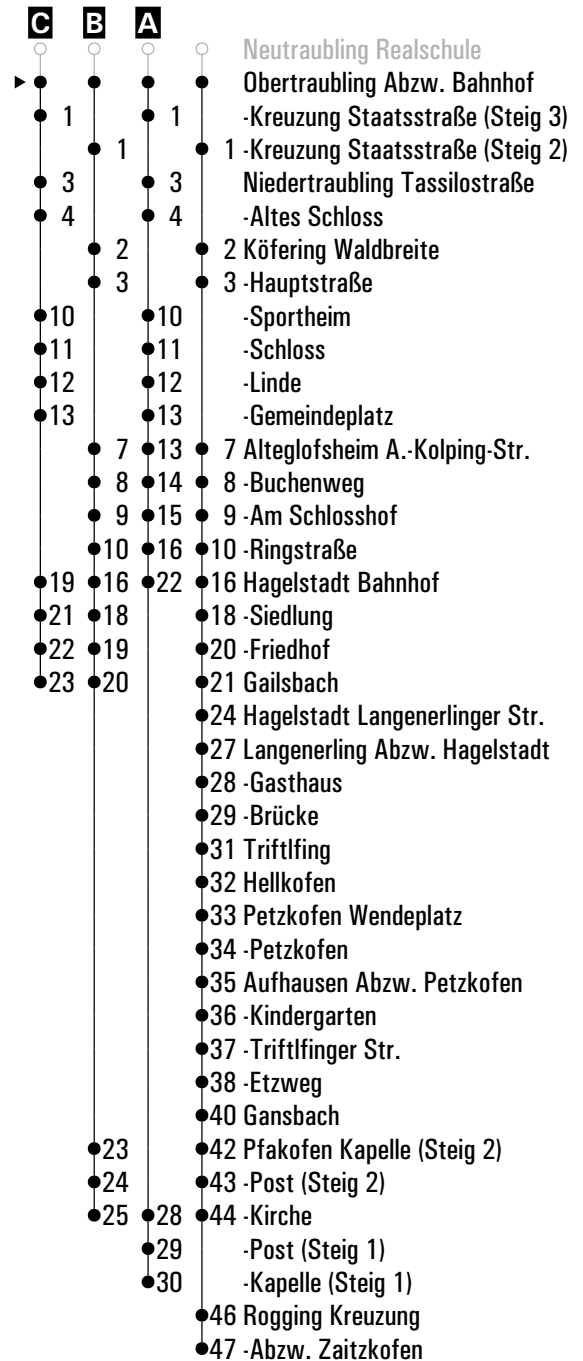 C B A
Neutraubling Realschule
Obertraubling Abzw. Bahnhof
1 1 -Kreuzung Staatsstraße (Steig 3)
1 1 -Kreuzung Staatsstraße (Steig 2)
3 3 Niedertraubling Tassilostraße
4 4 -Altes Schloss
2 2 Köfering Waldbreite
3 3 -Hauptstraße
10 10 -Sportheim
11 11 -Schloss
12 12 -Linde
13 13 -Gemeindeplatz
7 13 7 Alteglofsheim A.-Kolping-Str.
8 14 8 -Buchenweg
9 15 9 -Am Schlosshof
10 16 10 -Ringstraße
19 16 22 16 Hagelstadt Bahnhof
21 18 18 -Siedlung
22 19 20 -Friedhof
23 20 21 Gailsbach
24 Hagelstadt Langenerlinger Str.
27 Langenerling Abzw. Hagelstadt
28 -Gasthaus
29 -Brücke
31 Triftlfing
32 Hellkofen
33 Petzkofen Wendeplatz
34 -Petzkofen
35 Aufhausen Abzw. Petzkofen
36 -Kindergarten
37 -Triftlfinger Str.
38 -Etzweg
40 Gansbach
23 42 Pfakofen Kapelle (Steig 2)
24 43 -Post (Steig 2)
25 28 44 -Kirche
29 -Post (Steig 1)
30 -Kapelle (Steig 1)
46 Rogging Kreuzung
47 -Abzw. Zaitzkofen